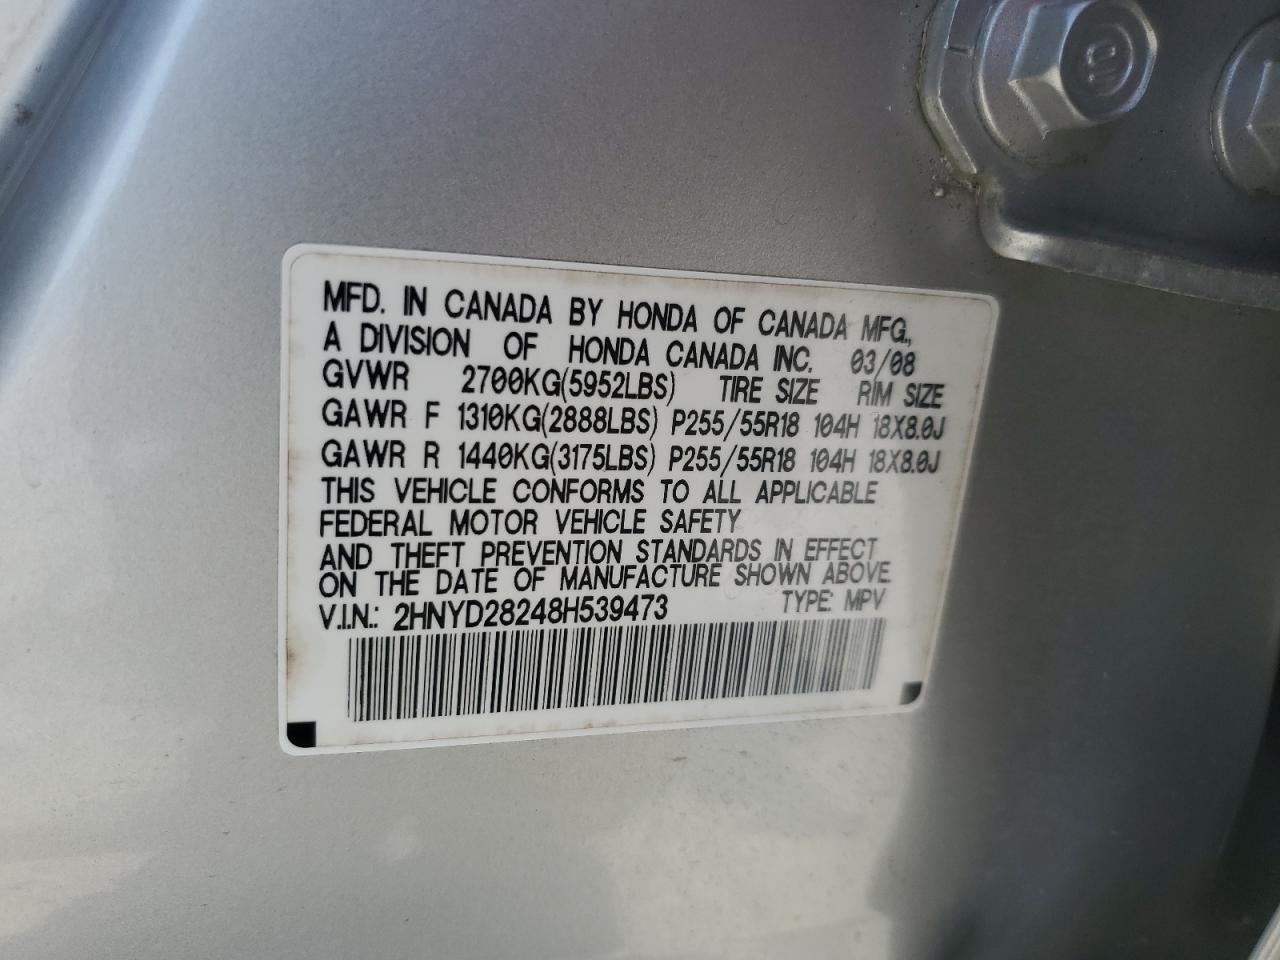 MFD. IN CANADA BY HONDA OF CANADA MFG.,
A DIVISION OF HONDA CANADA INC. 03/08
GVWR 2700KG(5952LBS) TIRE SIZE RIM SIZE
GAWR F 1310KG(2888LBS) P255/55R18 104H 18X8.0J
GAWR R 1440KG(3175LBS) P255/55R18 104H 18X8.0J
THIS VEHICLE CONFORMS TO ALL APPLICABLE
FEDERAL MOTOR VEHICLE SAFETY
AND THEFT PREVENTION STANDARDS IN EFFECT
ON THE DATE OF MANUFACTURE SHOWN ABOVE.
V.I.N.: 2HNYD28248H539473 TYPE: MPV